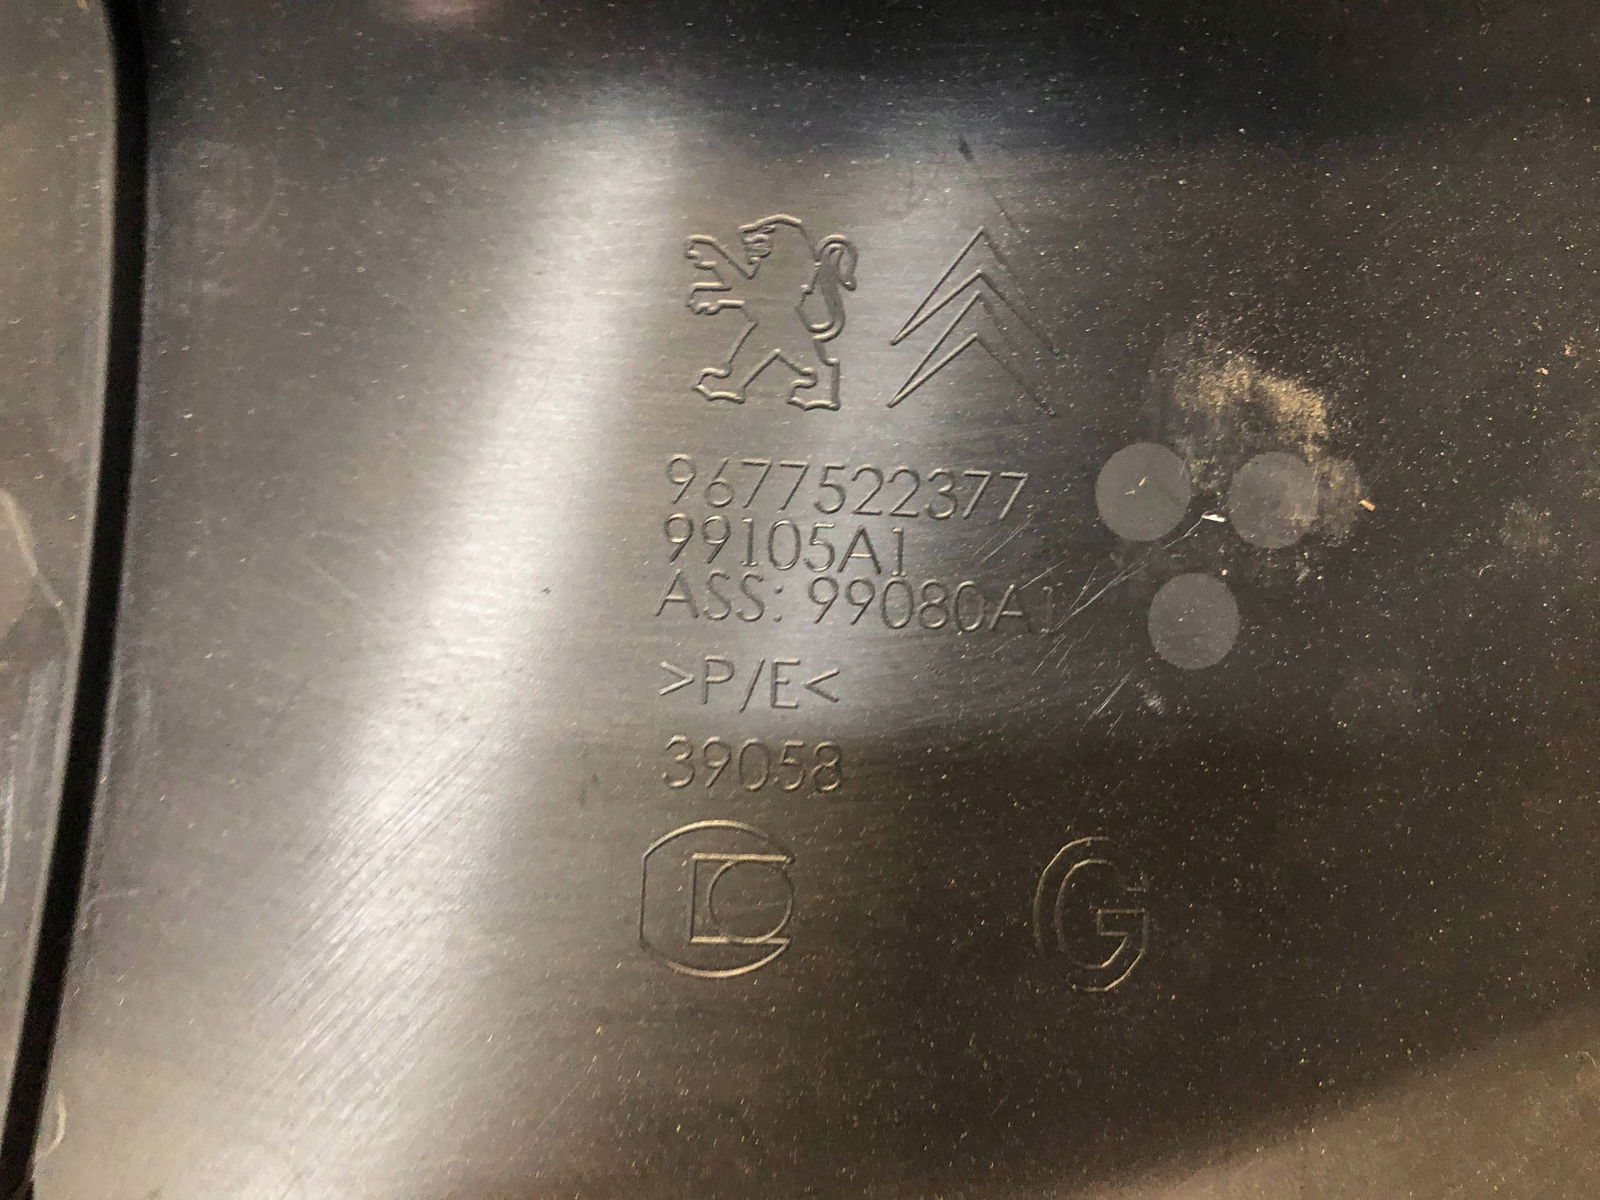 9677522377
99105A1
ASS: 99080A1
>P/E<
39058
G